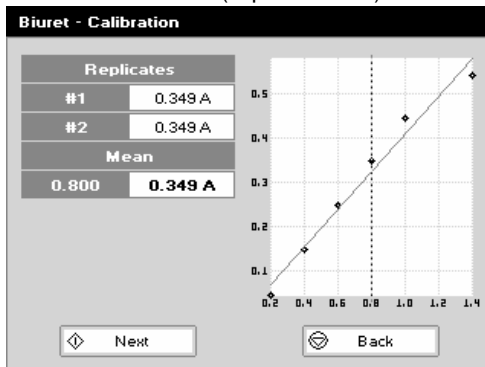 Biuret - Calibration
Replicates
#1 0.349 A
#2 0.349 A
Mean
0.800 0.349 A
0.5
0.4
0.3
0.2
0.1
0.2 0.4 0.6 0.8 1.0 1.2 1.4
Next
Back